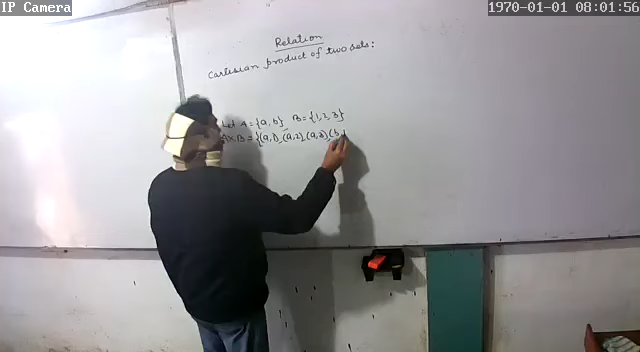 IP Camera 1970-01-01 08:01:56
Relation
Cartesian product of two sets:
Let A = {a, b} B = {1, 2, 3}
A×B = {(a,1), (a,2), (a,3), (b,